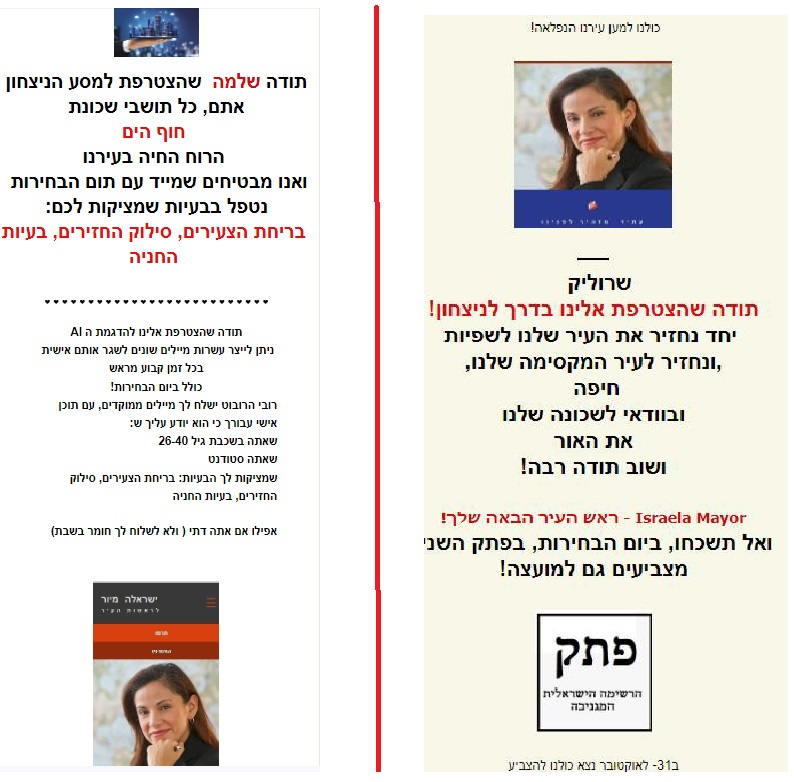 תודה שלמה שהצטרפת למסע הניצחון
אתם, כל תושבי שכונת
חוף הים
הרוח החיה בעירנו
ואנו מבטיחים שמייד עם תום הבחירות
נטפל בבעיות שמציקות לכם:
בריחת הצעירים, סילוק החזירים, בעיות
החניה
תודה שהצטרפת אלינו להדגמת ה AI
ניתן לייצר עשרות מיילים שונים לשגר אותם אישית
בכל זמן קבוע מראש
כולל ביום הבחירות!
רובי הרובוט ישלח לך מיילים ממוקדים, עם תוכן
אישי עבורך כי הוא יודע עליך ש:
שאתה בשכבת גיל 26-40
שאתה סטודנט
שמציקות לך הבעיות: בריחת הצעירים, סילוק
החזירים, בעיות החניה
אפילו אם אתה דתי ( ולא לשלוח לך חומר בשבת)
ישראלה מיור
לראשות העיר
כולנו למען עירנו הנפלאה!
שרוליק
תודה שהצטרפת אלינו בדרך לניצחון!
יחד נחזיר את העיר שלנו לשפיות
,ונחזיר לעיר המקסימה שלנו,
חיפה
ובוודאי לשכונה שלנו
את האור
ושוב תודה רבה!
Israela Mayor - ראש העיר הבאה שלך!
ואל תשכחו, ביום הבחירות, בפתק השני
מצביעים גם למועצה!
פתק
הרשימה הישראלית
המגניבה
ב31- לאוקטובר נצא כולנו להצביע